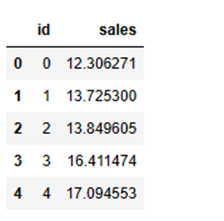 id sales
0 0 12.306271
1 1 13.725300
2 2 13.849605
3 3 16.411474
4 4 17.094553